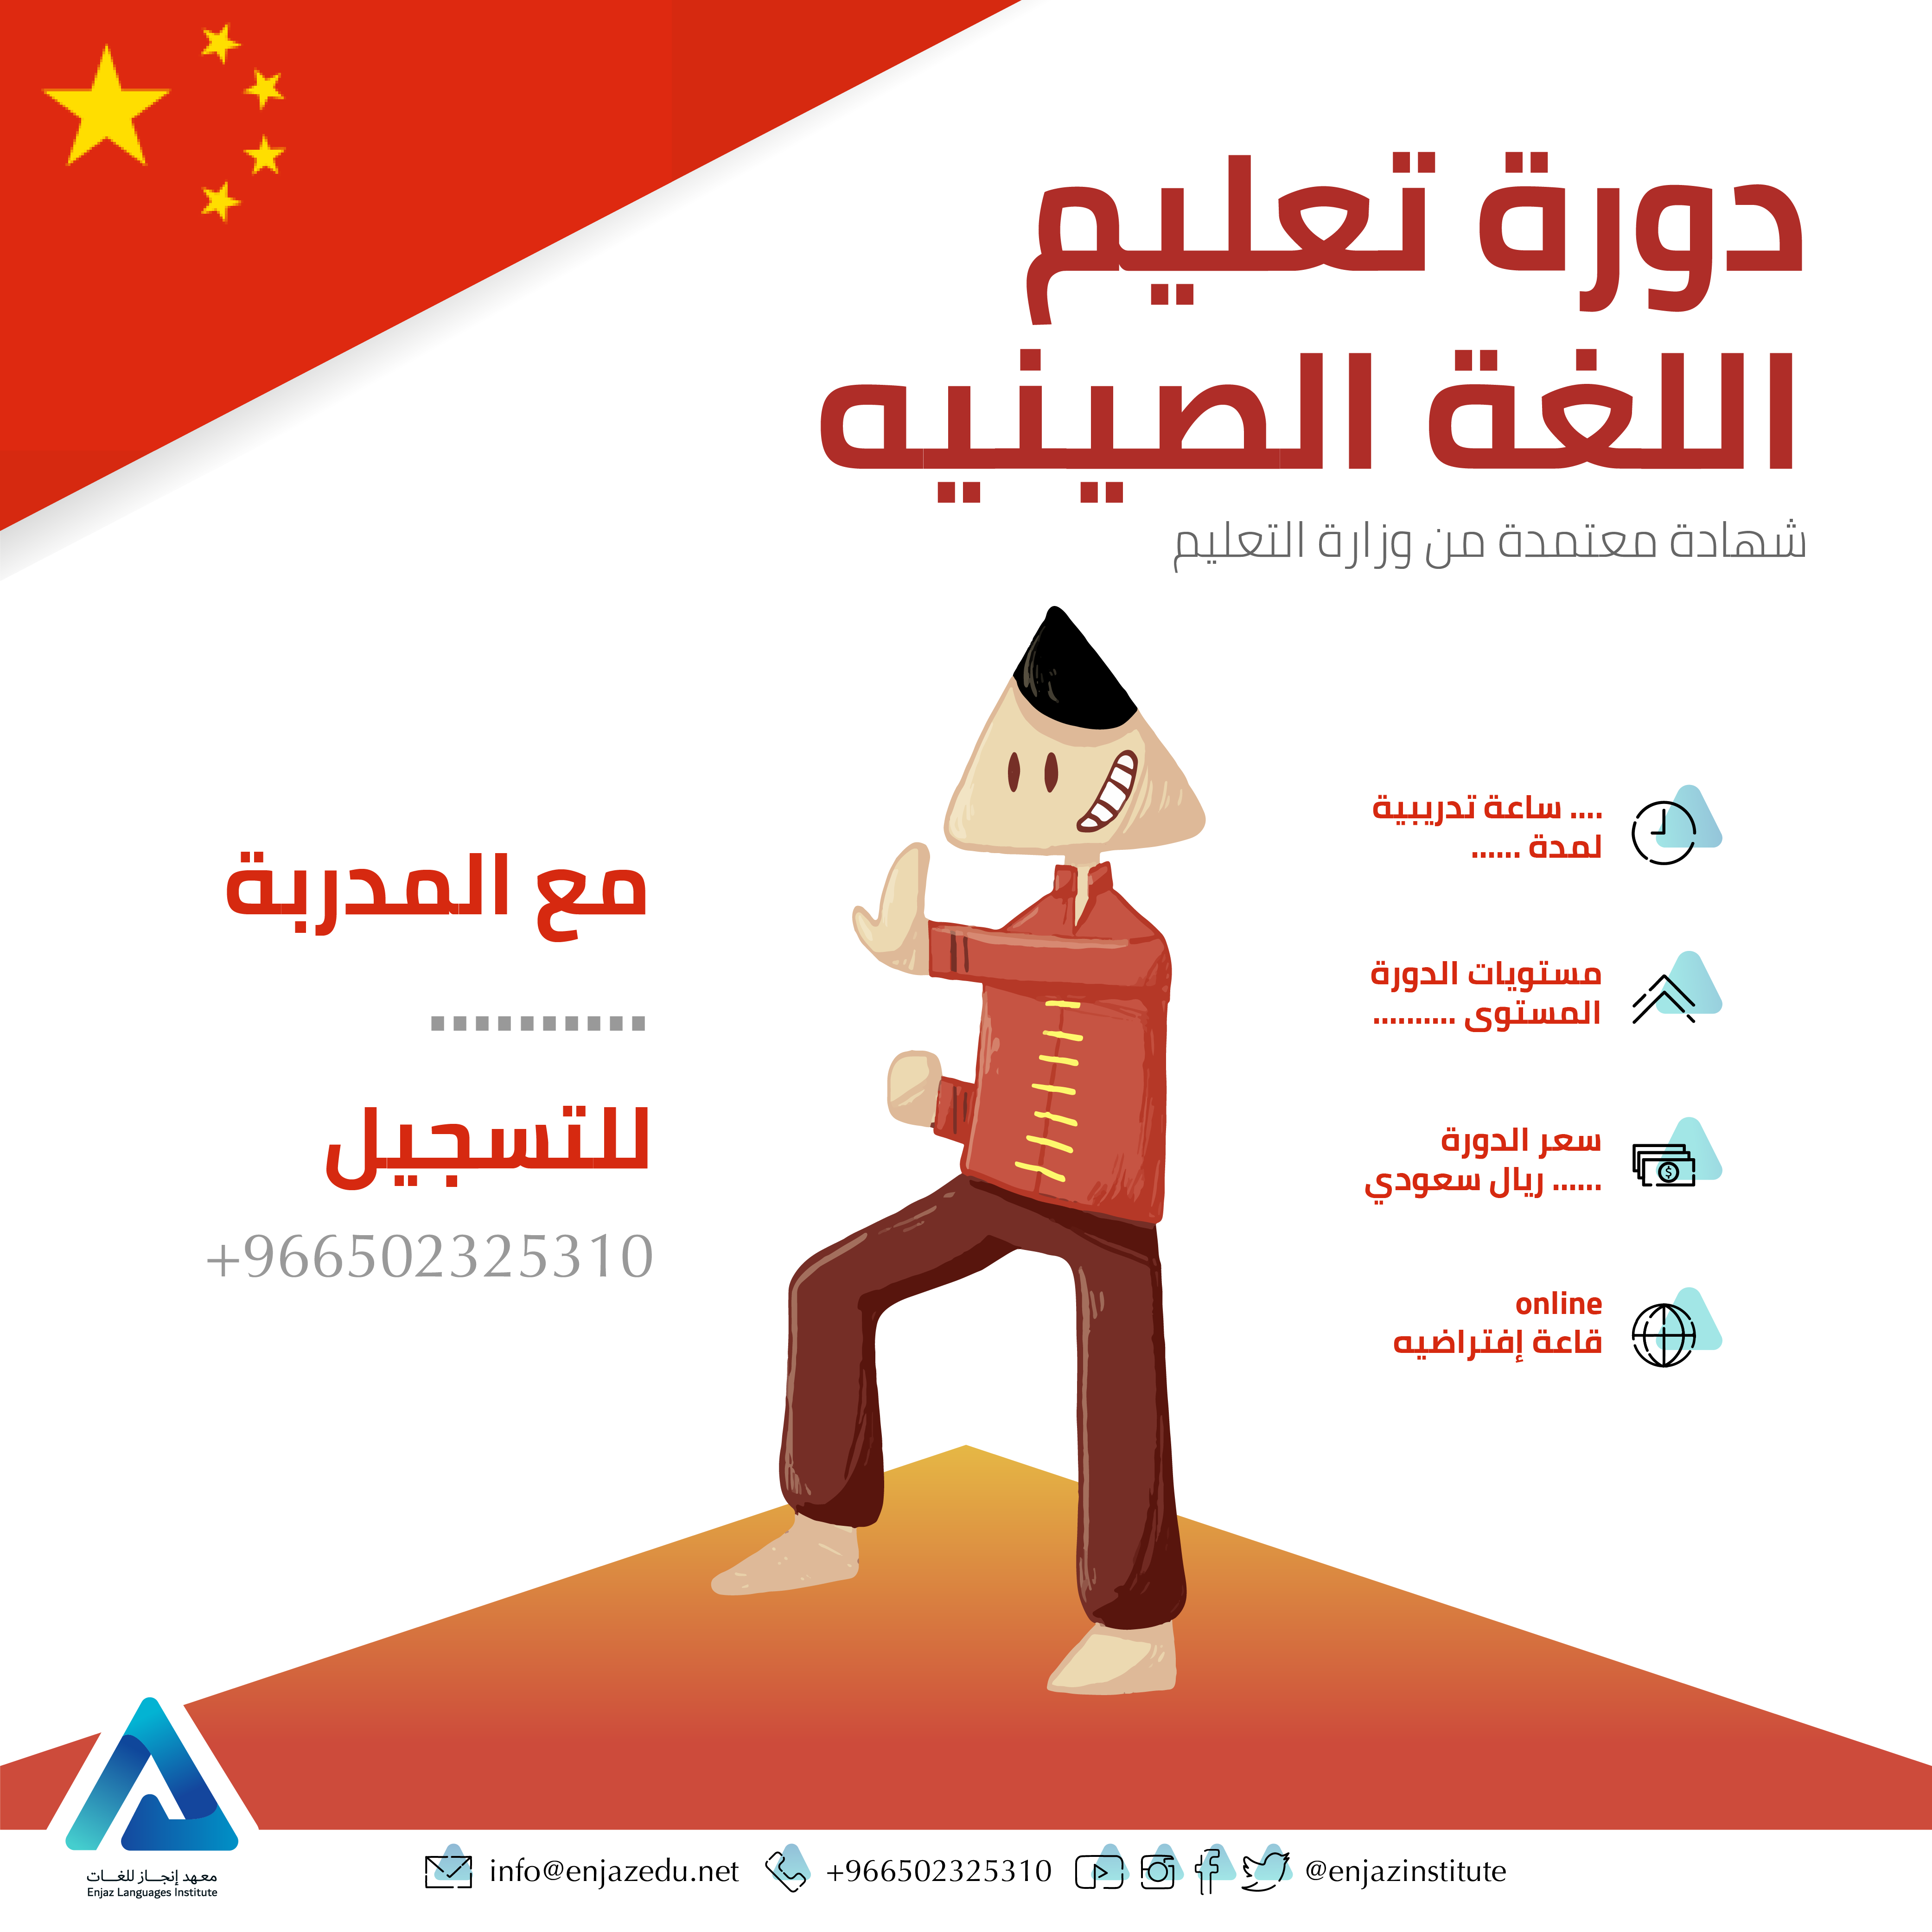 دورة تعليم
اللغة الصينيه
شهادة معتمدة من وزارة التعليم
.... ساعة تدريبية
لمدة ......
مستويات الدورة
المستوى ..........
سعر الدورة
...... ريال سعودي
online
قاعة إفتراضيه
مع المدربة
..........
للتسجيل
+966502325310
معهد إنجاز للغات
Enjaz Languages Institute
info@enjazedu.net
+966502325310
@enjazinstitute